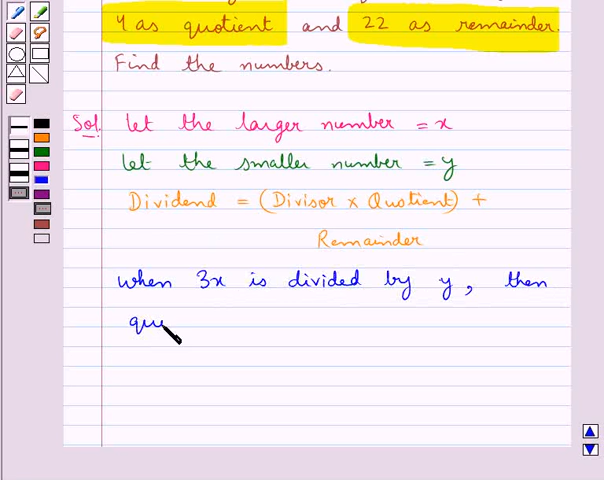 4 as quotient and 22 as remainder.
Find the numbers.
Sol. let the larger number = x
let the smaller number = y
Dividend = (Divisor × Quotient) +
Remainder
when 3x is divided by y, then
que